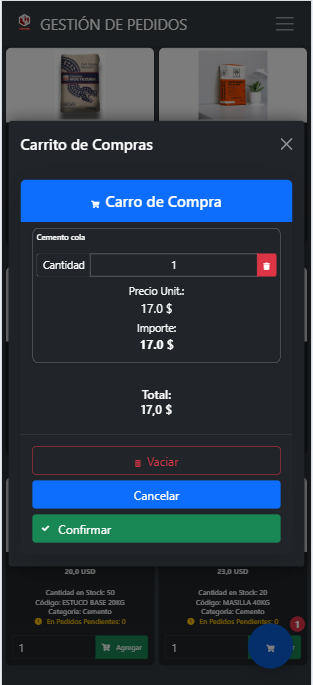 GESTIÓN DE PEDIDOS
Carrito de Compras
Carro de Compra
Cemento cola
Cantidad 1
Precio Unit.:
17.0 $
Importe:
17.0 $
Total:
17,0 $
Vaciar
Cancelar
Confirmar
20,0 USD
Cantidad en Stock: 50
Código: ESTUCO BASE 20KG
Categoría: Cemento
En Pedidos Pendientes: 0
1 Agregar
23,0 USD
Cantidad en Stock: 20
Código: MASILLA 40KG
Categoría: Cemento
En Pedidos Pendientes: 0
1
1